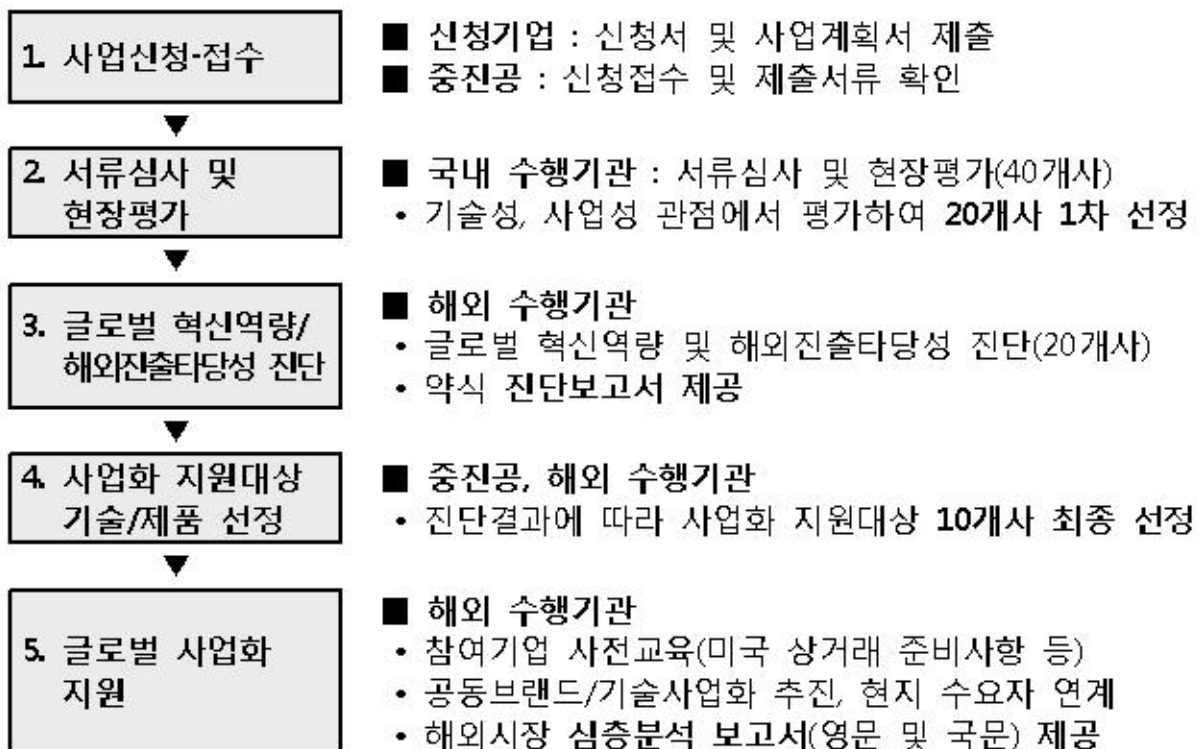 1. 사업신청-접수
■ 신청기업 : 신청서 및 사업계획서 제출
■ 중진공 : 신청접수 및 제출서류 확인
▼
2. 서류심사 및
현장평가
■ 국내 수행기관 : 서류심사 및 현장평가(40개사)
• 기술성, 사업성 관점에서 평가하여 20개사 1차 선정
▼
3. 글로벌 혁신역량/
해외진출타당성 진단
■ 해외 수행기관
• 글로벌 혁신역량 및 해외진출타당성 진단(20개사)
• 약식 진단보고서 제공
▼
4. 사업화 지원대상
기술/제품 선정
■ 중진공, 해외 수행기관
• 진단결과에 따라 사업화 지원대상 10개사 최종 선정
▼
5. 글로벌 사업화
지원
■ 해외 수행기관
• 참여기업 사전교육(미국 상거래 준비사항 등)
• 공동브랜드/기술사업화 추진, 현지 수요자 연계
• 해외시장 심층분석 보고서(영문 및 국문) 제공